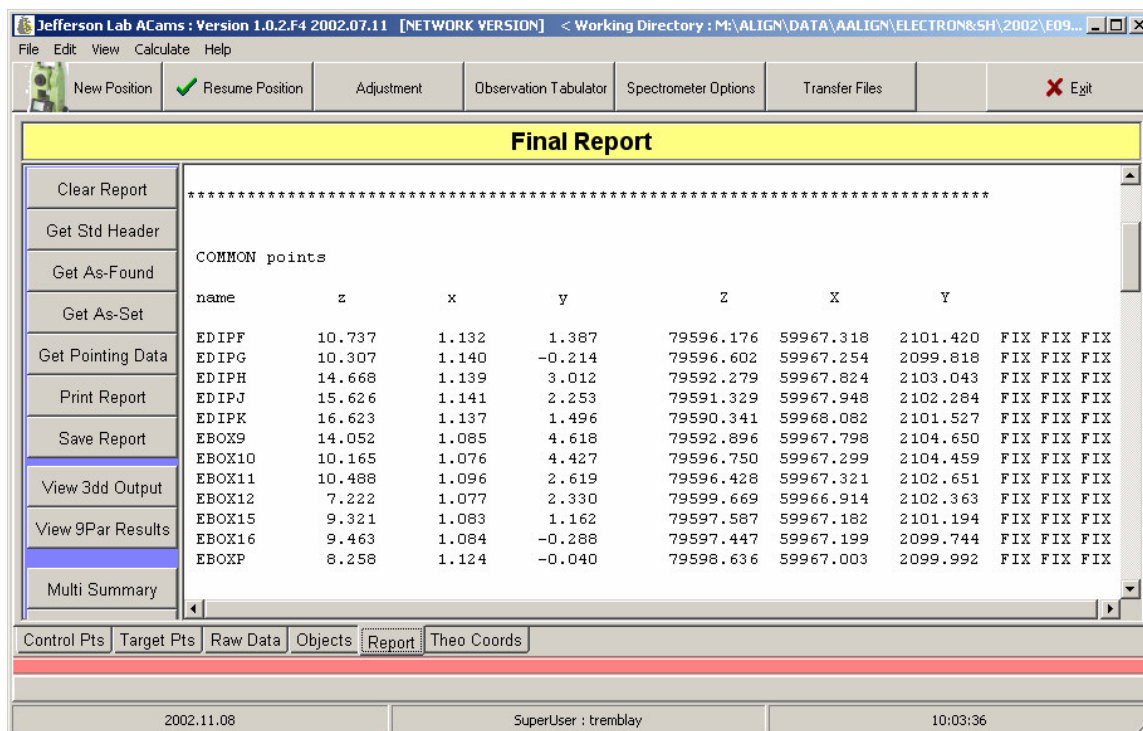 Jefferson Lab ACams : Version 1.0.2.F4 2002.07.11 [NETWORK VERSION] < Working Directory : M:\ALIGN\DATA\AALIGN\ELECTRON&SH\2002\E09...
File Edit View Calculate Help
New Position Resume Position Adjustment Observation Tabulator Spectrometer Options Transfer Files Exit
Final Report
Clear Report
Get Std Header
Get As-Found
Get As-Set
Get Pointing Data
Print Report
Save Report
View 3dd Output
View 9Par Results
Multi Summary
********************************************************************************
COMMON points
name z x y Z X Y
EDIPF 10.737 1.132 1.387 79596.176 59967.318 2101.420 FIX FIX FIX
EDIPG 10.307 1.140 -0.214 79596.602 59967.254 2099.818 FIX FIX FIX
EDIPH 14.668 1.139 3.012 79592.279 59967.824 2103.043 FIX FIX FIX
EDIPJ 15.626 1.141 2.253 79591.329 59967.948 2102.284 FIX FIX FIX
EDIPK 16.623 1.137 1.496 79590.341 59968.082 2101.527 FIX FIX FIX
EBOX9 14.052 1.085 4.618 79592.896 59967.798 2104.650 FIX FIX FIX
EBOX10 10.165 1.076 4.427 79596.750 59967.299 2104.459 FIX FIX FIX
EBOX11 10.488 1.096 2.619 79596.428 59967.321 2102.651 FIX FIX FIX
EBOX12 7.222 1.077 2.330 79599.669 59966.914 2102.363 FIX FIX FIX
EBOX15 9.321 1.083 1.162 79597.587 59967.182 2101.194 FIX FIX FIX
EBOX16 9.463 1.084 -0.288 79597.447 59967.199 2099.744 FIX FIX FIX
EBOXP 8.258 1.124 -0.040 79598.636 59967.003 2099.992 FIX FIX FIX
Control Pts Target Pts Raw Data Objects Report Theo Coords
2002.11.08 SuperUser : tremblay 10:03:36